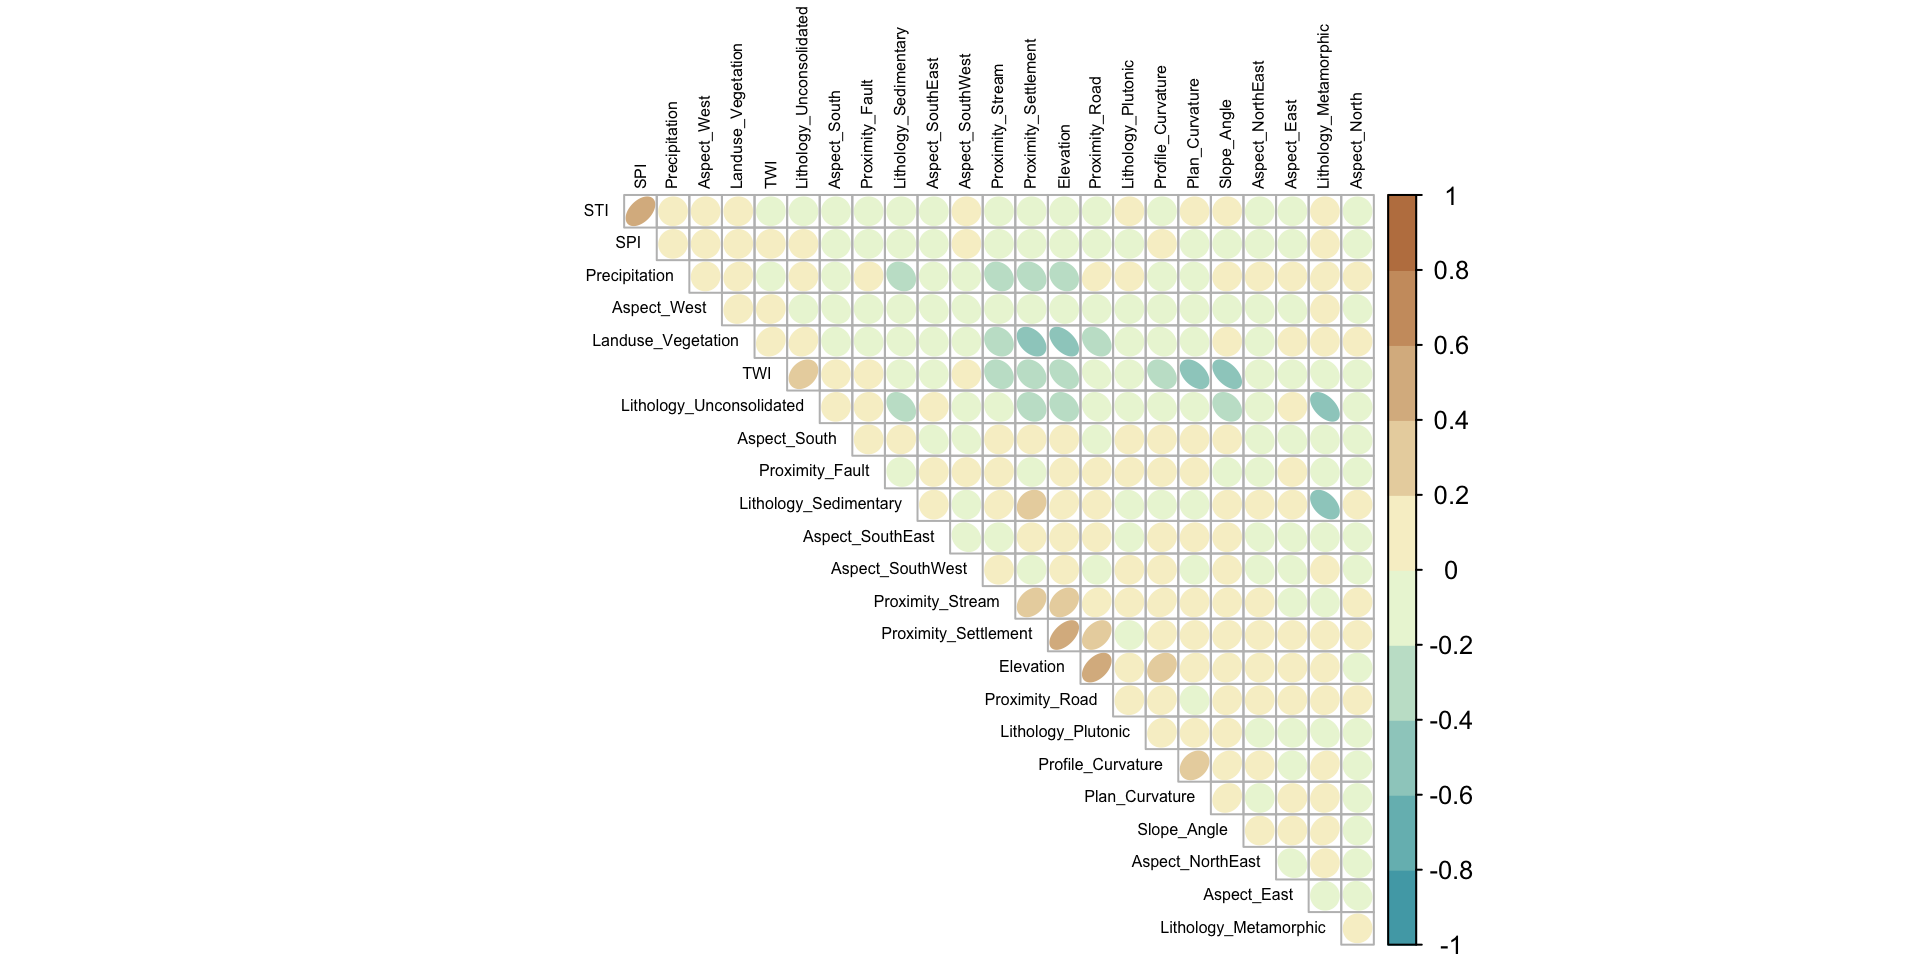 SPI
Precipitation
Aspect_West
Landuse_Vegetation
TWI
Lithology_Unconsolidated
Aspect_South
Proximity_Fault
Lithology_Sedimentary
Aspect_SouthEast
Aspect_SouthWest
Proximity_Stream
Proximity_Settlement
Elevation
Proximity_Road
Lithology_Plutonic
Profile_Curvature
Plan_Curvature
Slope_Angle
Aspect_NorthEast
Aspect_East
Lithology_Metamorphic
Aspect_North
STI
SPI
Precipitation
Aspect_West
Landuse_Vegetation
TWI
Lithology_Unconsolidated
Aspect_South
Proximity_Fault
Lithology_Sedimentary
Aspect_SouthEast
Aspect_SouthWest
Proximity_Stream
Proximity_Settlement
Elevation
Proximity_Road
Lithology_Plutonic
Profile_Curvature
Plan_Curvature
Slope_Angle
Aspect_NorthEast
Aspect_East
Lithology_Metamorphic
1
0.8
0.6
0.4
0.2
0
-0.2
-0.4
-0.6
-0.8
-1